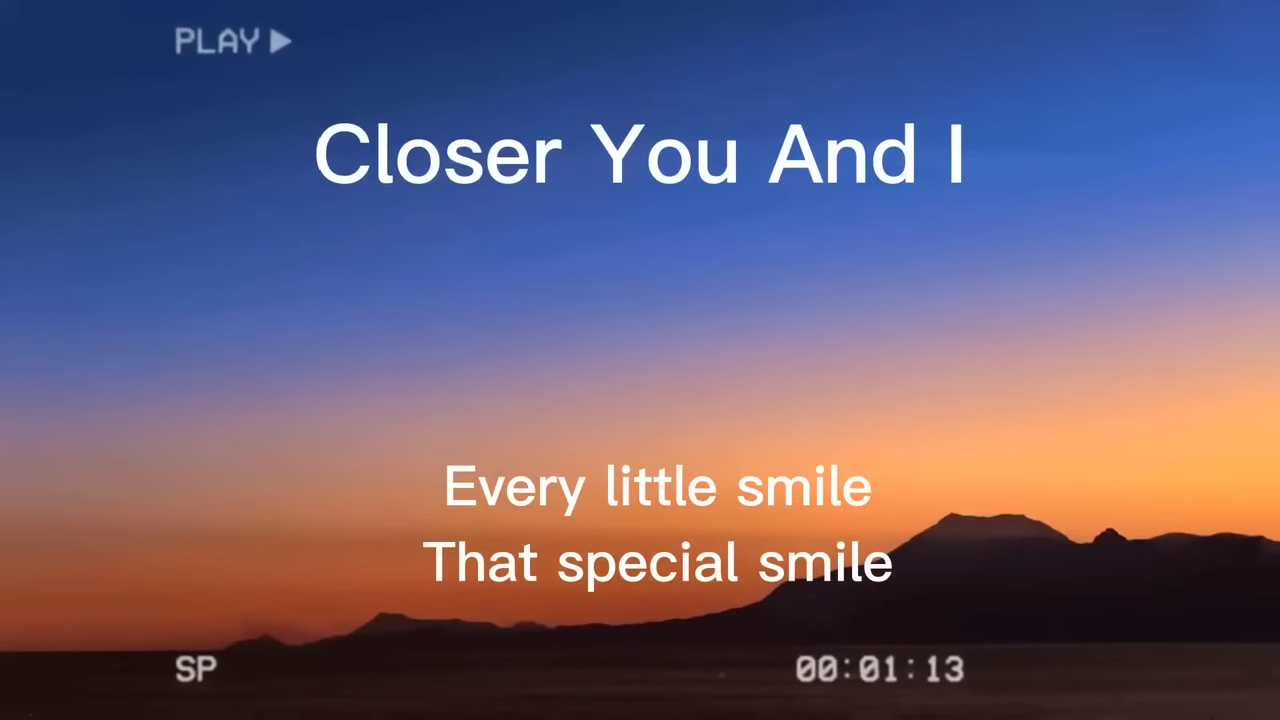 PLAY ▶
Closer You And I
Every little smile
That special smile
SP
00:01:13